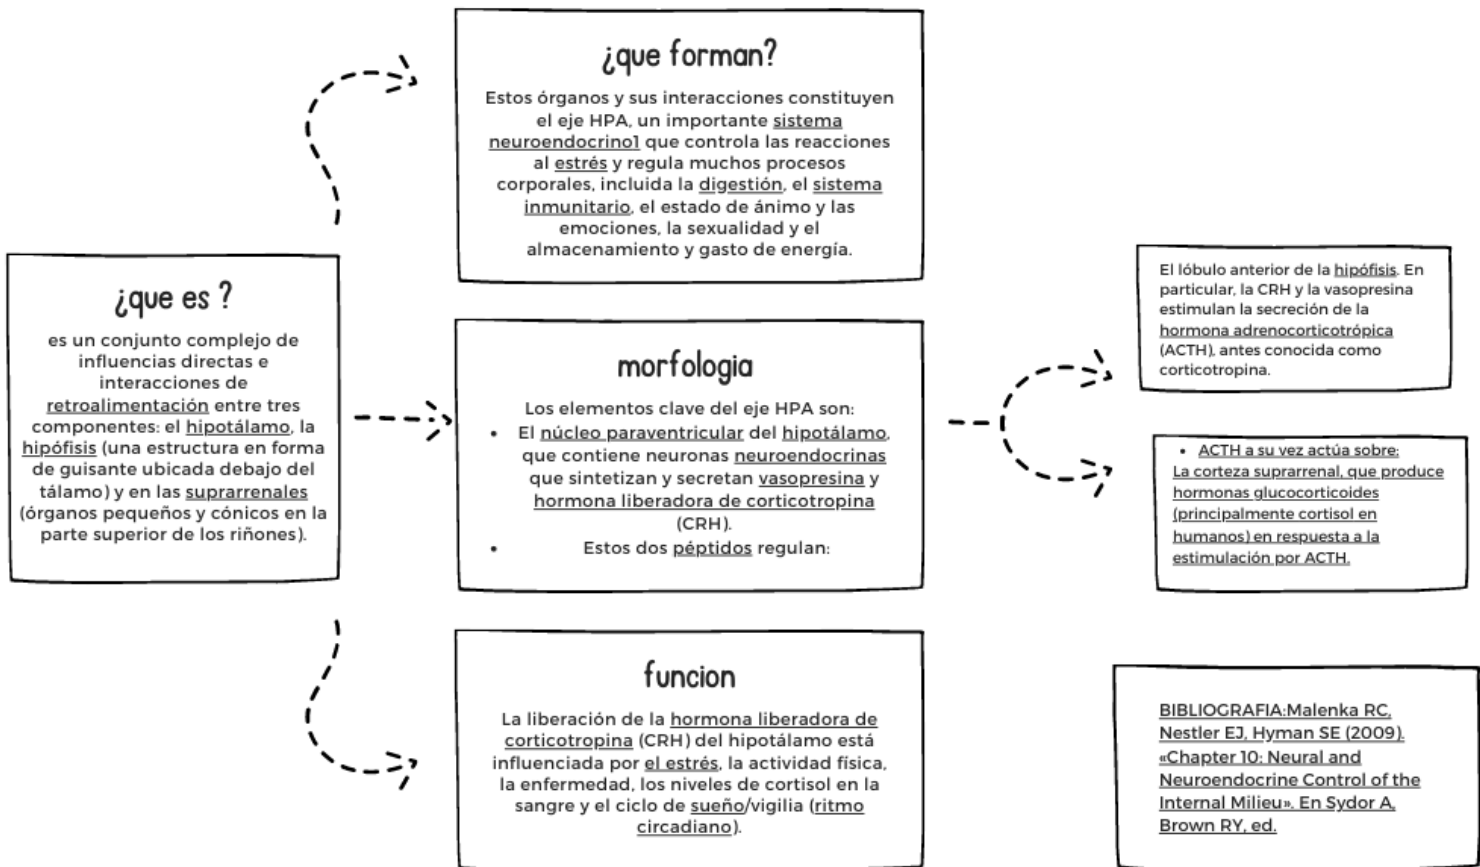 ¿que forman?
Estos órganos y sus interacciones constituyen
el eje HPA, un importante sistema
neuroendocrino1 que controla las reacciones
al estrés y regula muchos procesos
corporales, incluida la digestión, el sistema
inmunitario, el estado de ánimo y las
emociones, la sexualidad y el
almacenamiento y gasto de energía.
¿que es ?
es un conjunto complejo de
influencias directas e
interacciones de
retroalimentación entre tres
componentes: el hipotálamo, la
hipófisis (una estructura en forma
de guisante ubicada debajo del
tálamo) y en las suprarrenales
(órganos pequeños y cónicos en la
parte superior de los riñones).
morfologia
Los elementos clave del eje HPA son:
• El núcleo paraventricular del hipotálamo,
que contiene neuronas neuroendocrinas
que sintetizan y secretan vasopresina y
hormona liberadora de corticotropina
(CRH).
• Estos dos péptidos regulan:
El lóbulo anterior de la hipófisis. En
particular, la CRH y la vasopresina
estimulan la secreción de la
hormona adrenocorticotrópica
(ACTH), antes conocida como
corticotropina.
• ACTH a su vez actúa sobre:
La corteza suprarrenal, que produce
hormonas glucocorticoides
(principalmente cortisol en
humanos) en respuesta a la
estimulación por ACTH.
funcion
La liberación de la hormona liberadora de
corticotropina (CRH) del hipotálamo está
influenciada por el estrés, la actividad física,
la enfermedad, los niveles de cortisol en la
sangre y el ciclo de sueño/vigilia (ritmo
circadiano).
BIBLIOGRAFIA:Malenka RC,
Nestler EJ, Hyman SE (2009).
«Chapter 10: Neural and
Neuroendocrine Control of the
Internal Milieu». En Sydor A,
Brown RY, ed.